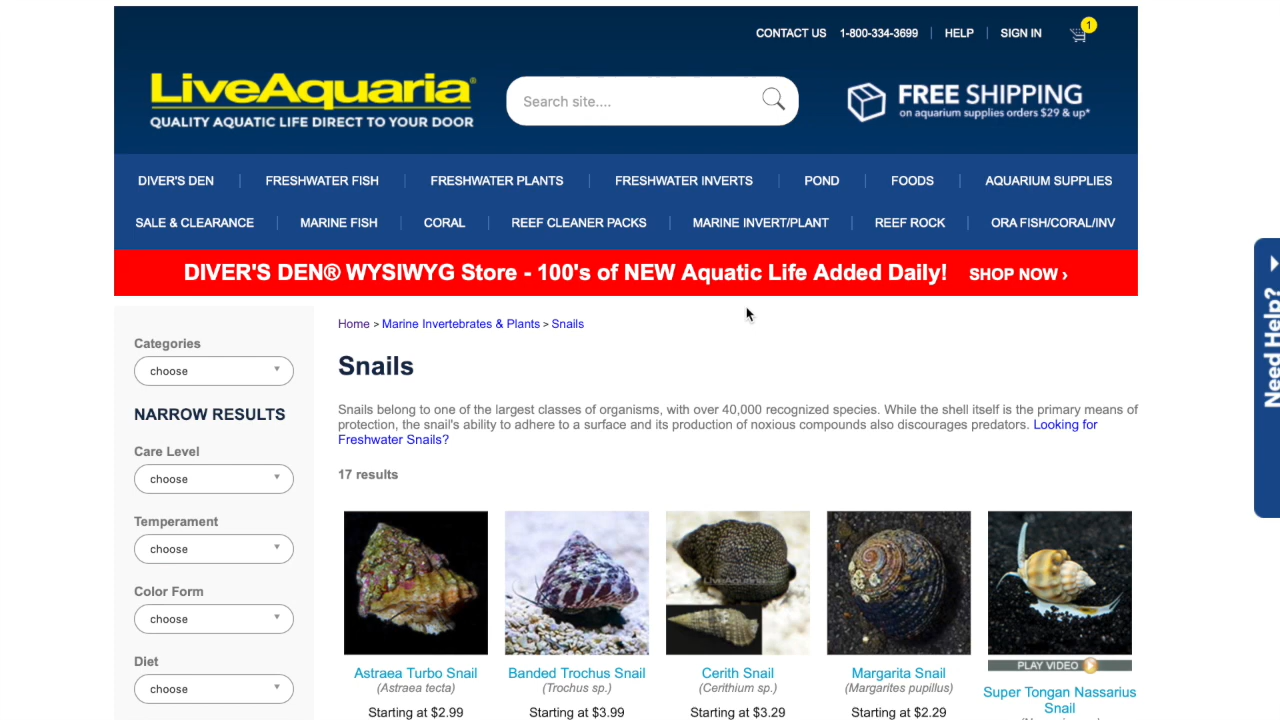 CONTACT US 1-800-334-3699 HELP SIGN IN 1
LiveAquaria®
QUALITY AQUATIC LIFE DIRECT TO YOUR DOOR
Search site....
FREE SHIPPING
on aquarium supplies orders $29 & up*
DIVER'S DEN FRESHWATER FISH FRESHWATER PLANTS FRESHWATER INVERTS POND FOODS AQUARIUM SUPPLIES
SALE & CLEARANCE MARINE FISH CORAL REEF CLEANER PACKS MARINE INVERT/PLANT REEF ROCK ORA FISH/CORAL/INV
DIVER'S DEN® WYSIWYG Store - 100's of NEW Aquatic Life Added Daily! SHOP NOW ›
Need Help?
Categories
choose
NARROW RESULTS
Care Level
choose
Temperament
choose
Color Form
choose
Diet
choose
Home > Marine Invertebrates & Plants > Snails
Snails
Snails belong to one of the largest classes of organisms, with over 40,000 recognized species. While the shell itself is the primary means of
protection, the snail's ability to adhere to a surface and its production of noxious compounds also discourages predators. Looking for
Freshwater Snails?
17 results
LiveAquaria
PLAY VIDEO
Astraea Turbo Snail
(Astraea tecta)
Starting at $2.99
Banded Trochus Snail
(Trochus sp.)
Starting at $3.99
Cerith Snail
(Cerithium sp.)
Starting at $3.29
Margarita Snail
(Margarites pupillus)
Starting at $2.29
Super Tongan Nassarius
Snail